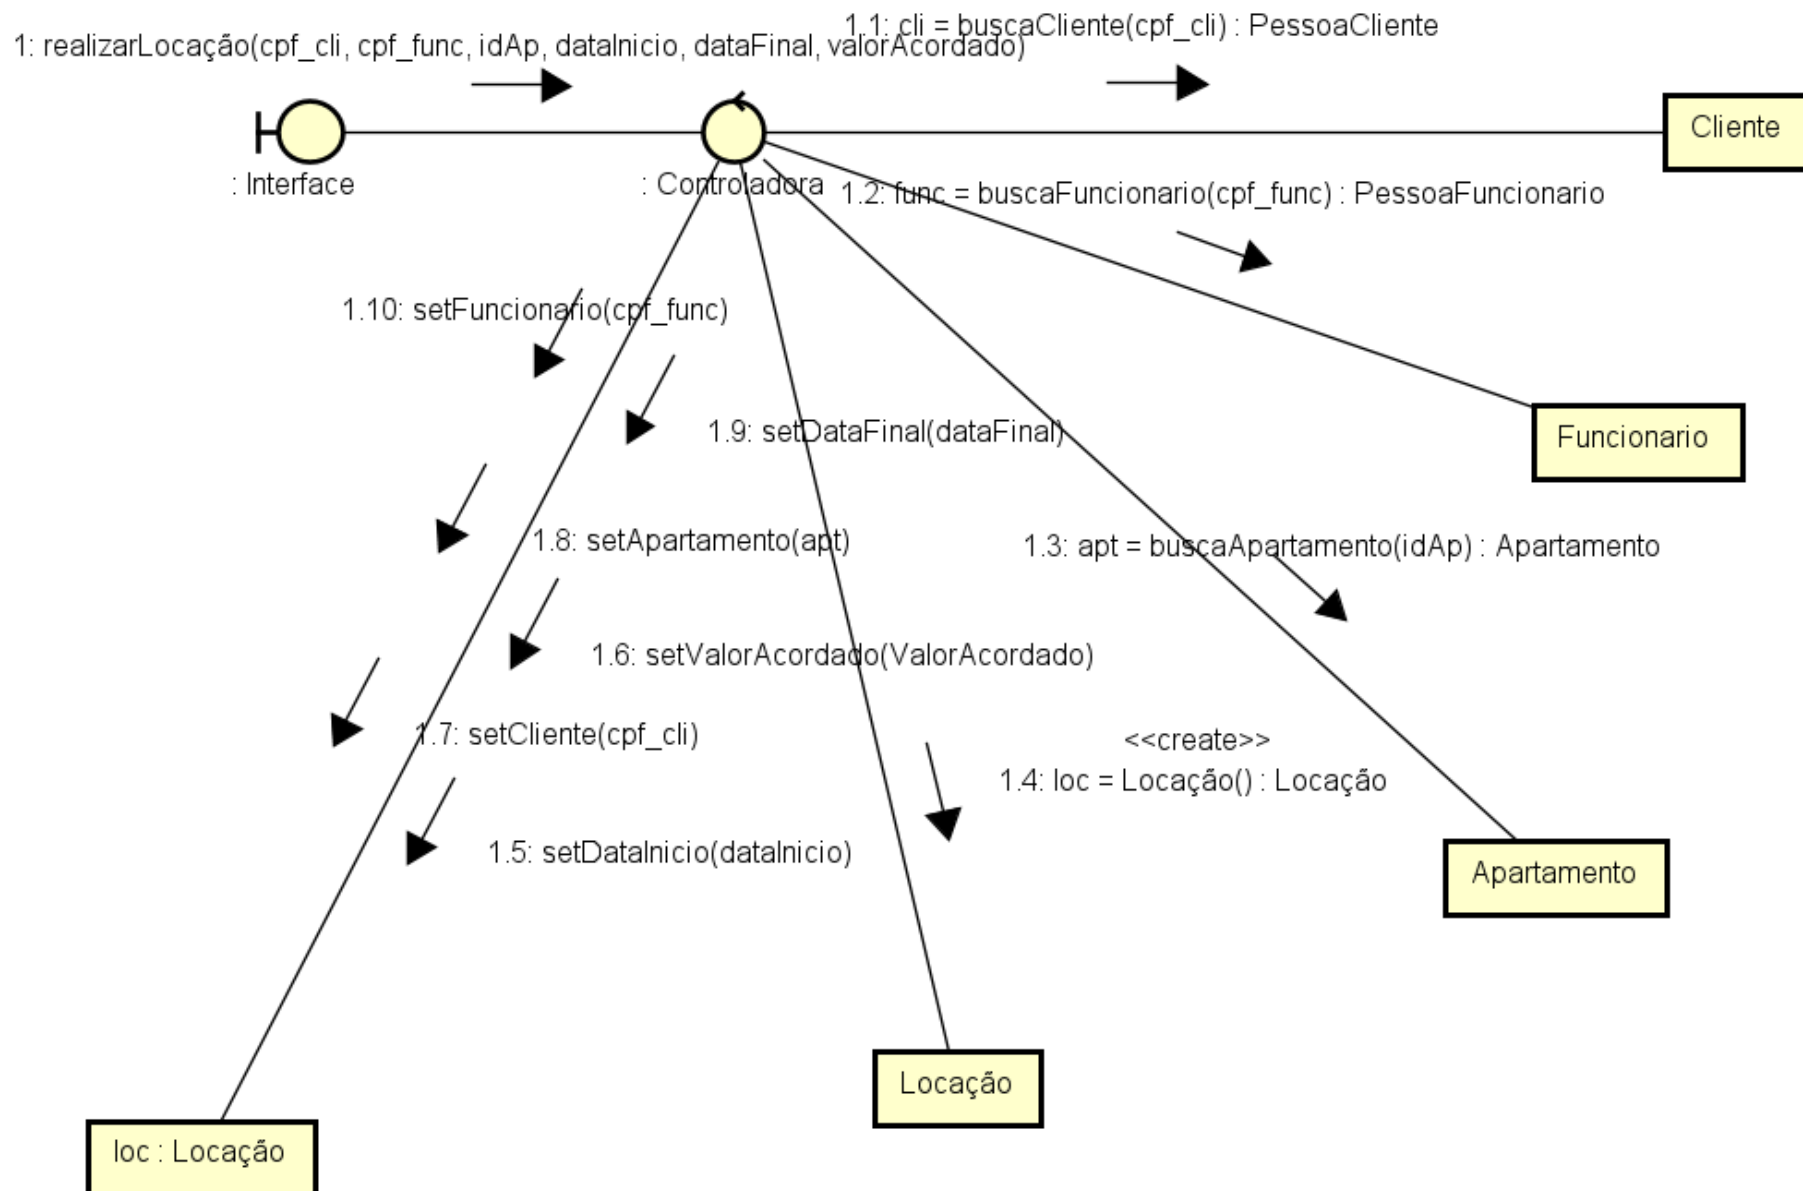 1.1: cli = buscaCliente(cpf_cli) : PessoaCliente
1: realizarLocação(cpf_cli, cpf_func, idAp, dataInicio, dataFinal, valorAcordado)
Cliente
: Interface
: Controladora
1.2: func = buscaFuncionario(cpf_func) : PessoaFuncionario
1.10: setFuncionario(cpf_func)
1.9: setDataFinal(dataFinal)
Funcionario
1.8: setApartamento(apt)
1.3: apt = buscaApartamento(idAp) : Apartamento
1.6: setValorAcordado(ValorAcordado)
1.7: setCliente(cpf_cli)
<<create>>
1.4: loc = Locação() : Locação
1.5: setDataInicio(dataInicio)
Apartamento
Locação
loc : Locação